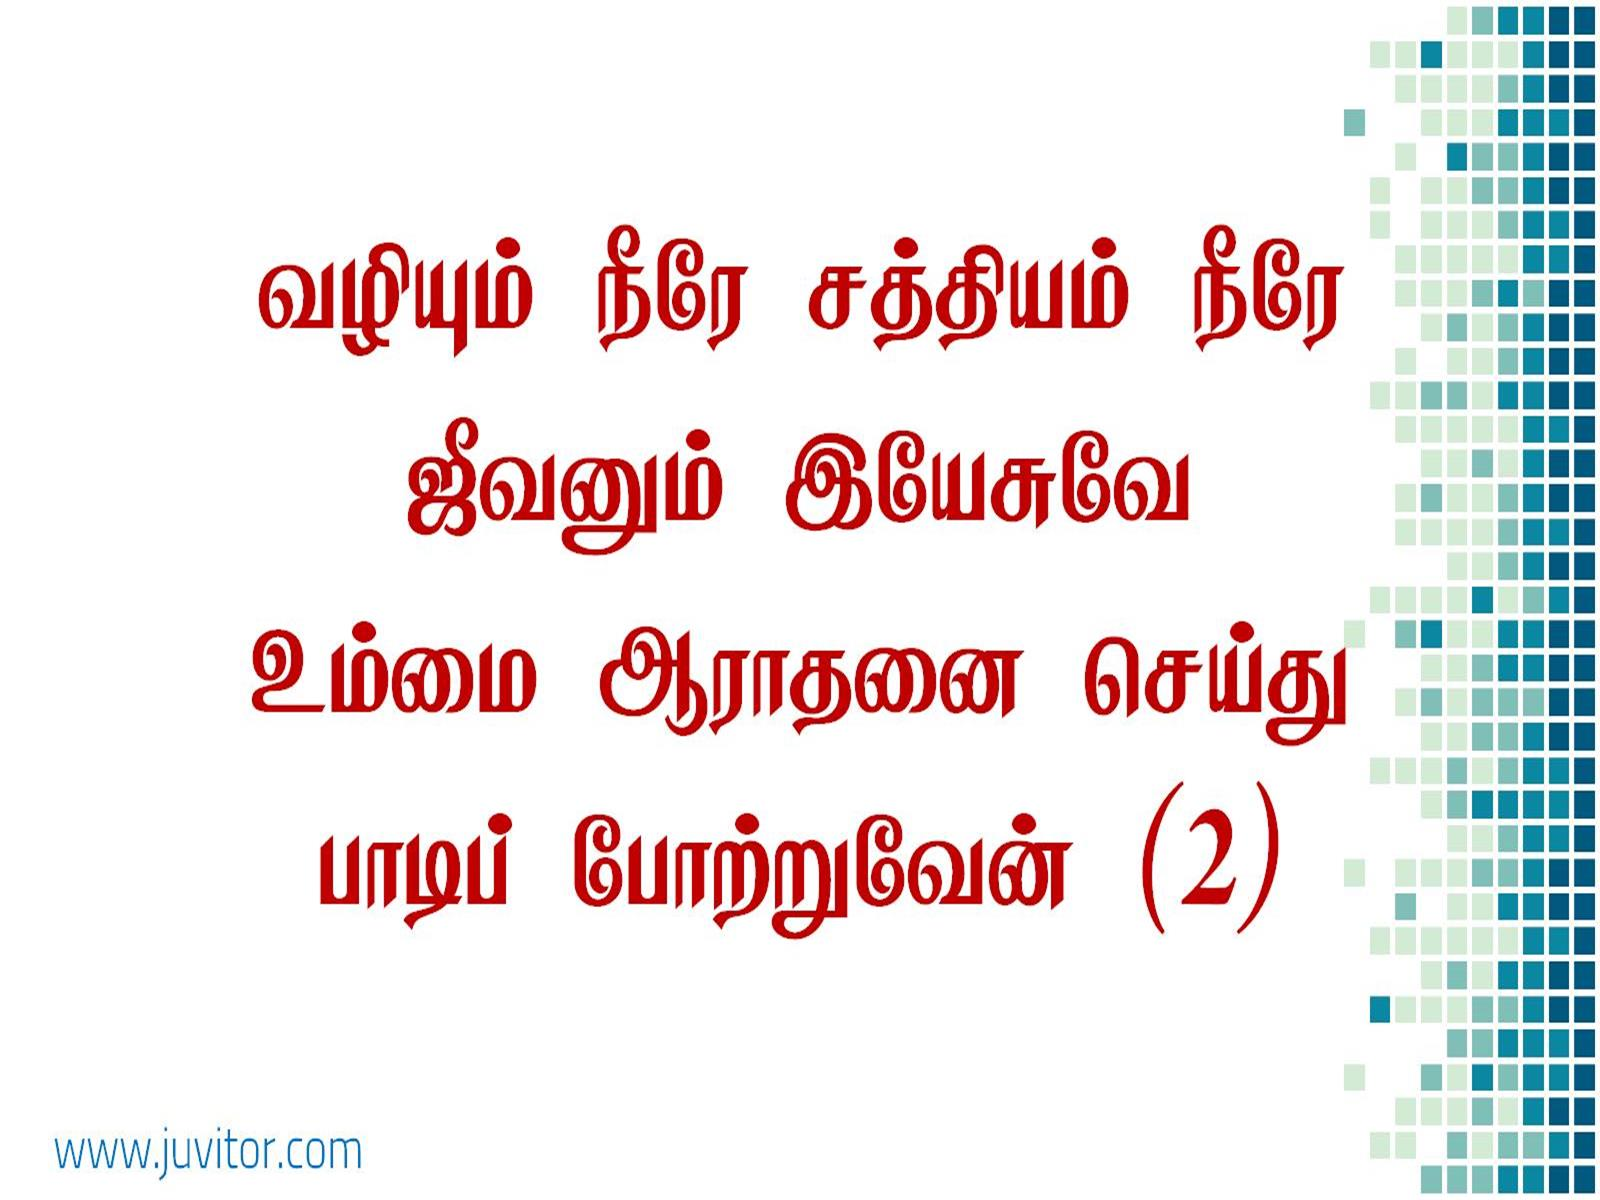 வழியும் நீரே சத்தியம் நீரே
ஜீவனும் இயேசுவே
உம்மை ஆராதனை செய்து
பாடிப் போற்றுவேன் (2)
www.juvitor.com